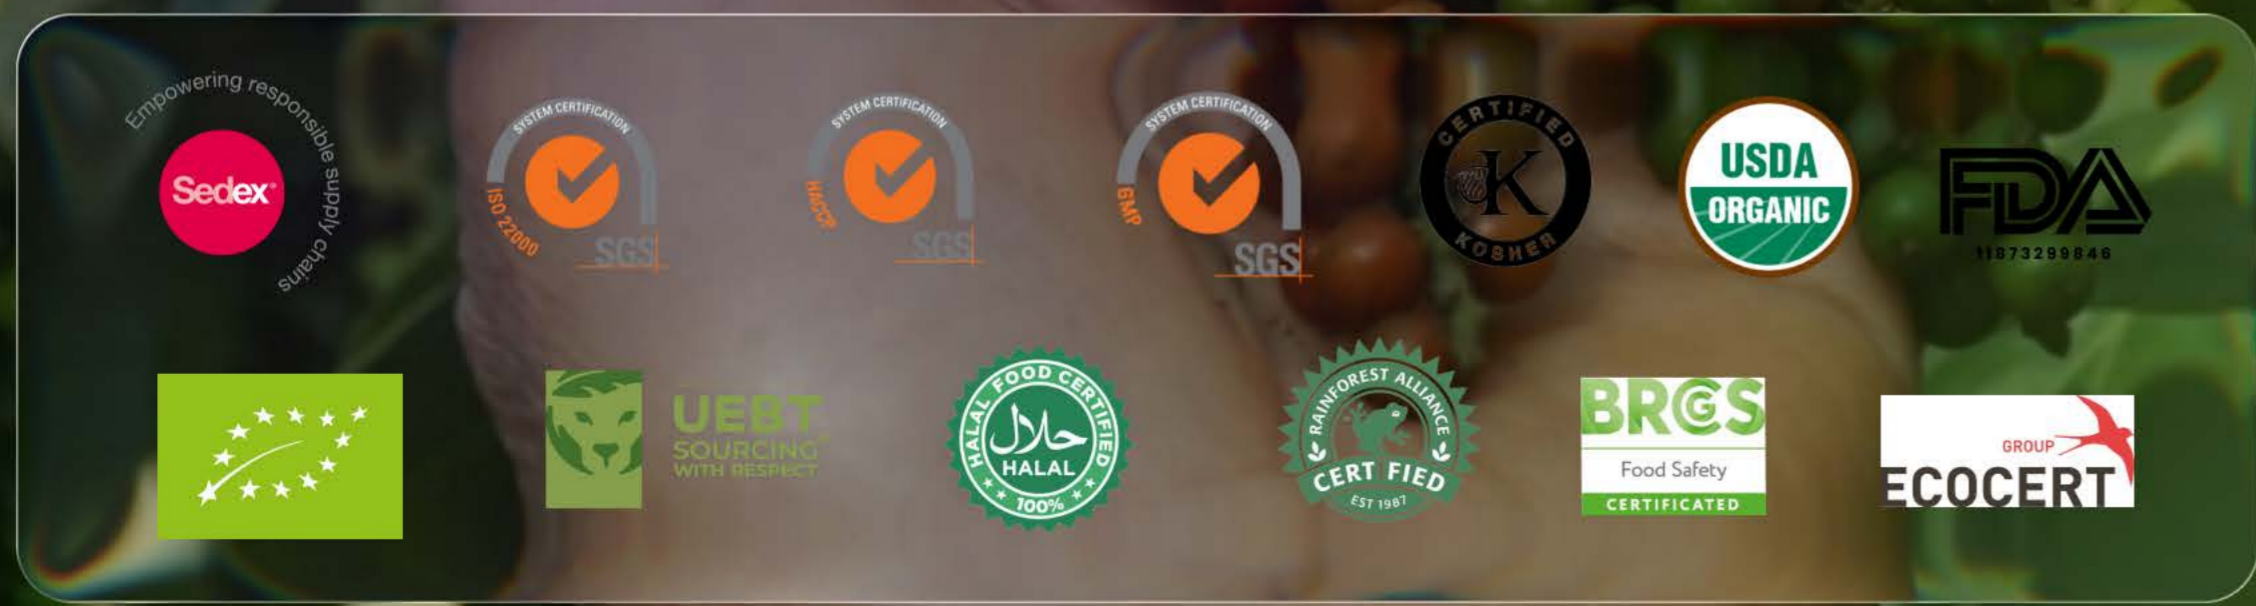 Empowering responsible supply chains
Sedex
SYSTEM CERTIFICATION
ISO 22000
SGS
SYSTEM CERTIFICATION
HACCP
SGS
SYSTEM CERTIFICATION
GMP
SGS
CERTIFIED
K
KOSHER
USDA
ORGANIC
FDA
11873299846
UEBT
SOURCING
WITH RESPECT
HALAL FOOD CERTIFIED
حلال
HALAL
100%
RAINFOREST ALLIANCE
CERT FIED
EST 1987
BRCGS
Food Safety
CERTIFICATED
GROUP
ECOCERT